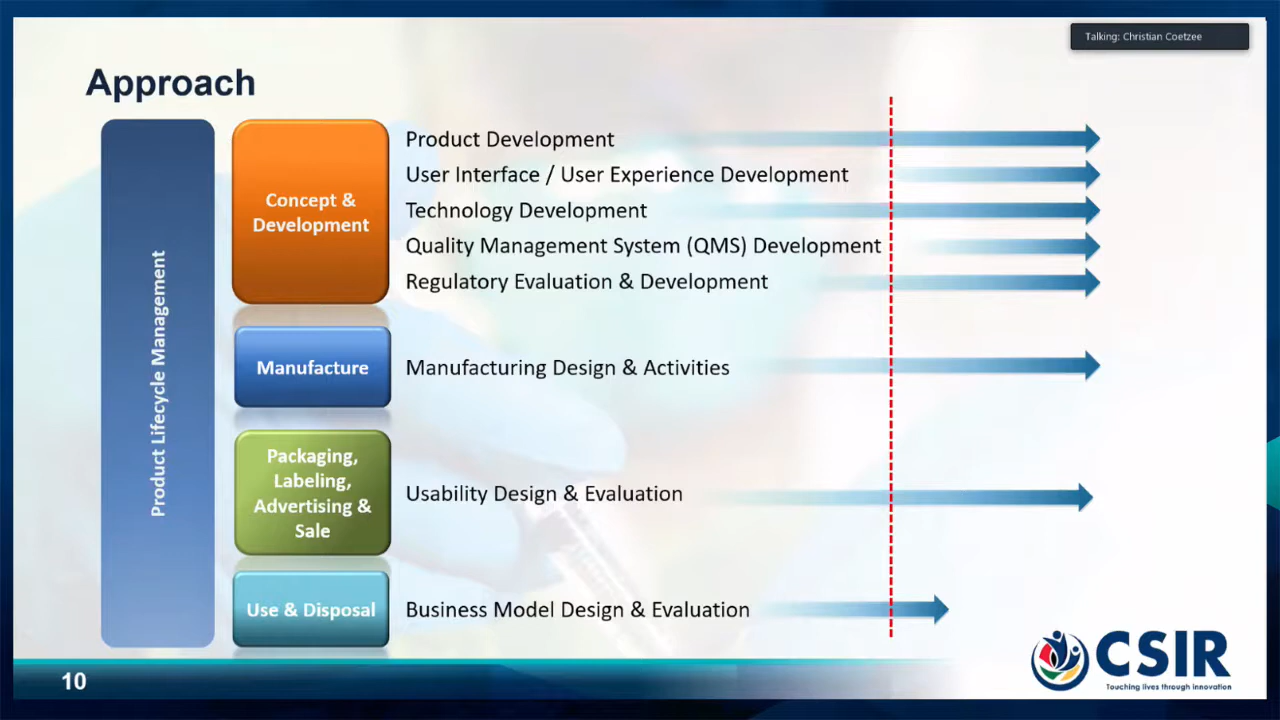 Talking: Christian Coetzee
Approach
Product Lifecycle Management
Concept &
Development
Product Development
User Interface / User Experience Development
Technology Development
Quality Management System (QMS) Development
Regulatory Evaluation & Development
Manufacture
Manufacturing Design & Activities
Packaging,
Labeling,
Advertising &
Sale
Usability Design & Evaluation
Use & Disposal
Business Model Design & Evaluation
CSIR
Touching lives through innovation
10